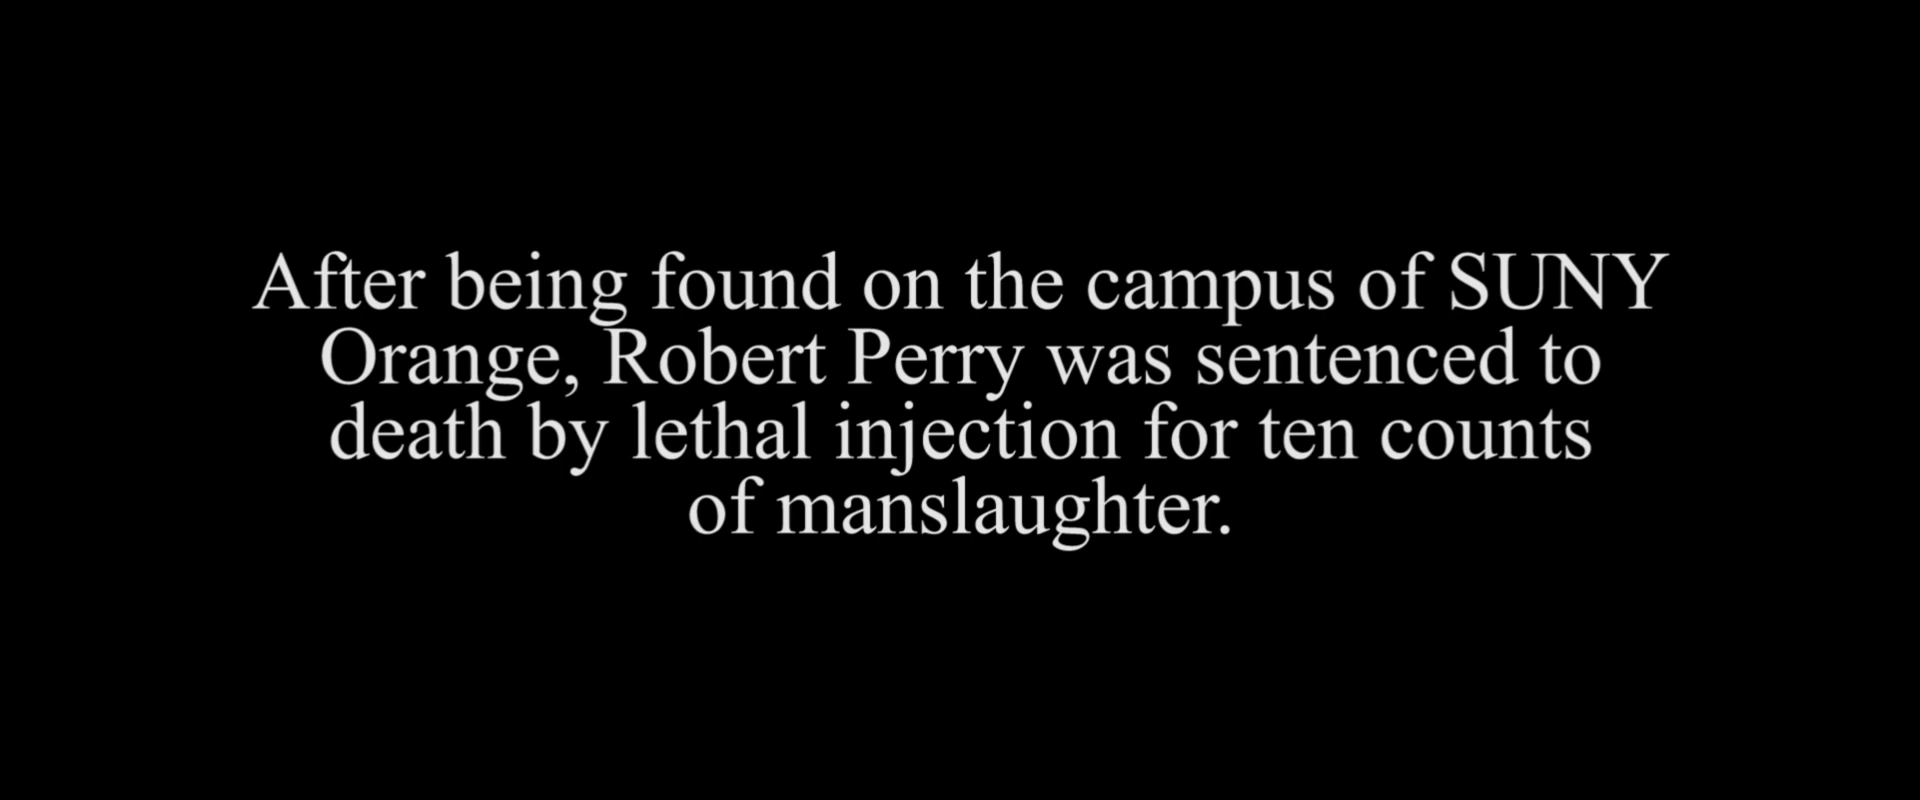 After being found on the campus of SUNY
Orange, Robert Perry was sentenced to
death by lethal injection for ten counts
of manslaughter.